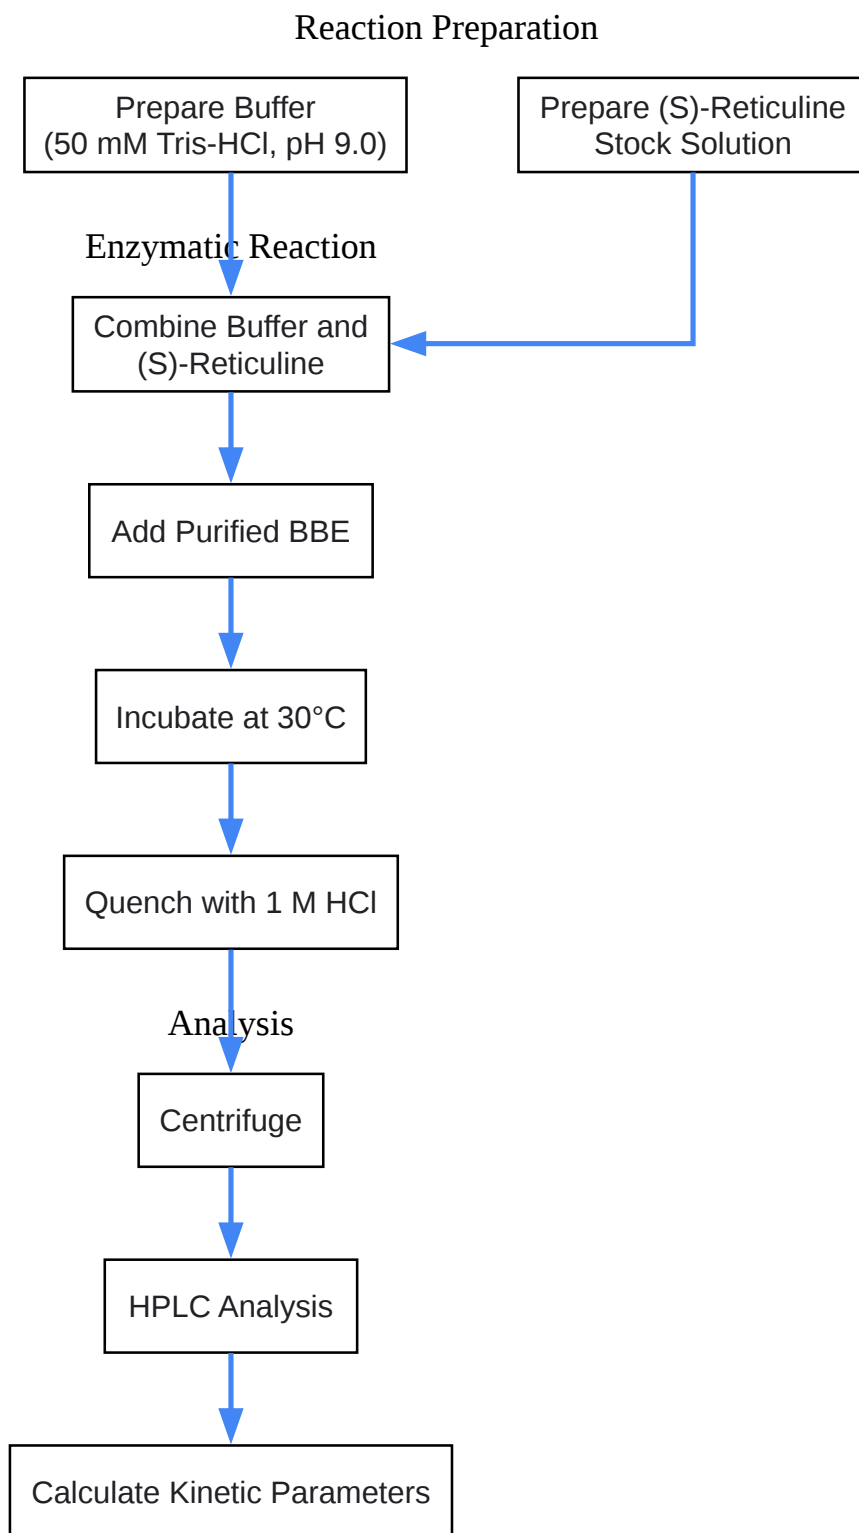 Reaction Preparation
Prepare Buffer
(50 mM Tris-HCl, pH 9.0)
Prepare (S)-Reticuline
Stock Solution
Enzymatic Reaction
Combine Buffer and
(S)-Reticuline
Add Purified BBE
Incubate at 30°C
Quench with 1 M HCl
Analysis
Centrifuge
HPLC Analysis
Calculate Kinetic Parameters